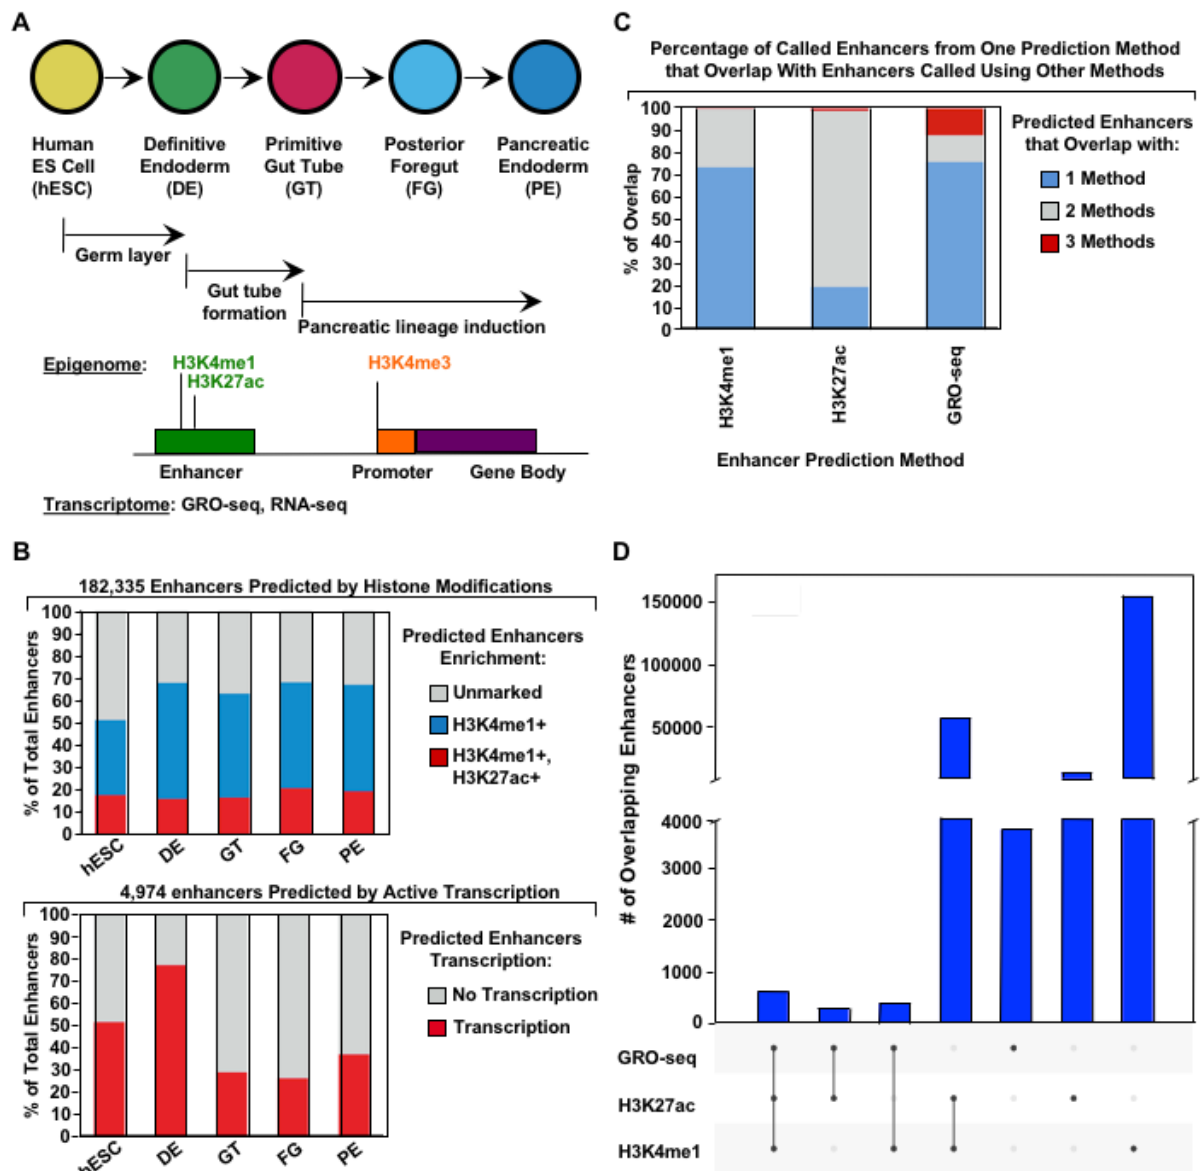 A
Human
ES Cell
(hESC)
Definitive
Endoderm
(DE)
Primitive
Gut Tube
(GT)
Posterior
Foregut
(FG)
Pancreatic
Endoderm
(PE)
Germ layer
Gut tube
formation
Pancreatic lineage induction
Epigenome:
H3K4me1
H3K27ac
H3K4me3
Enhancer
Promoter
Gene Body
Transcriptome: GRO-seq, RNA-seq
B
182,335 Enhancers Predicted by Histone Modifications
% of Total Enhancers
100
90
80
70
60
50
40
30
20
10
0
hESC
DE
GT
FG
PE
Predicted Enhancers
Enrichment:
Unmarked
H3K4me1+
H3K4me1+,
H3K27ac+
4,974 enhancers Predicted by Active Transcription
% of Total Enhancers
100
90
80
70
60
50
40
30
20
10
0
hESC
DE
GT
FG
PE
Predicted Enhancers
Transcription:
No Transcription
Transcription
C
Percentage of Called Enhancers from One Prediction Method
that Overlap With Enhancers Called Using Other Methods
% of Overlap
100
90
80
70
60
50
40
30
20
10
0
H3K4me1
H3K27ac
GRO-seq
Enhancer Prediction Method
Predicted Enhancers
that Overlap with:
1 Method
2 Methods
3 Methods
D
# of Overlapping Enhancers
150000
100000
50000
4000
3000
2000
1000
0
GRO-seq
H3K27ac
H3K4me1